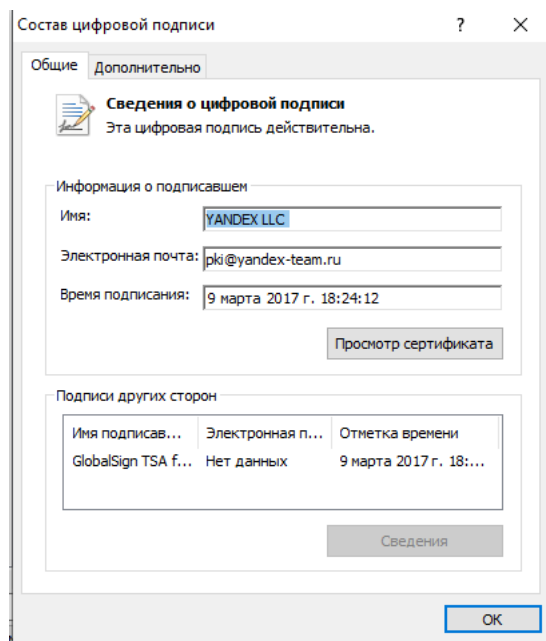 Состав цифровой подписи ? ×
Общие Дополнительно
Сведения о цифровой подписи
Эта цифровая подпись действительна.
Информация о подписавшем
Имя: YANDEX LLC
Электронная почта: pki@yandex-team.ru
Время подписания: 9 марта 2017 г. 18:24:12
Просмотр сертификата
Подписи других сторон
Имя подписав... Электронная п... Отметка времени
GlobalSign TSA f... Нет данных 9 марта 2017 г. 18:...
Сведения
ОК